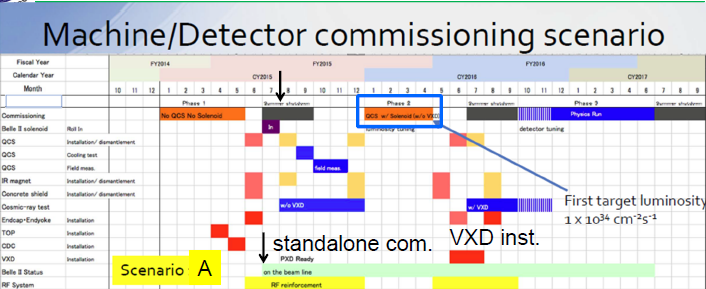 Machine/Detector commissioning scenario
Fiscal Year FY2014 FY2015 FY2016
Calendar Year CY2015 CY2016 CY2017
Month 10 11 12 1 2 3 4 5 6 7 8 9 10 11 12 1 2 3 4 5 6 7 8 9 10 11 12 1 2 3 4 5 6 7 8 9
Phase 1 Summer shutdown Phase 2 Summer shutdown Phase 3
Commissioning No QCS No Solenoid QCS w/ Solenoid (w/o VXD) Physics Run
Belle II solenoid Roll in In luminosity tuning detector tuning
QCS Installation/ dismantlement
QCS Cooling test
QCS Field meas. field meas.
IR magnet Installation/ dismantlement
Concrete shield Installation/ dismantlement
First target luminosity
1 x 10³⁴ cm⁻²s⁻¹
Cosmic-ray test w/o VXD w/ VXD
Endcap+Endyoke Installation
TOP Installation
CDC Installation
standalone com. VXD inst.
VXD Installation PXD Ready
Scenario A
Belle II Status on the beam line
RF System RF reinforcement